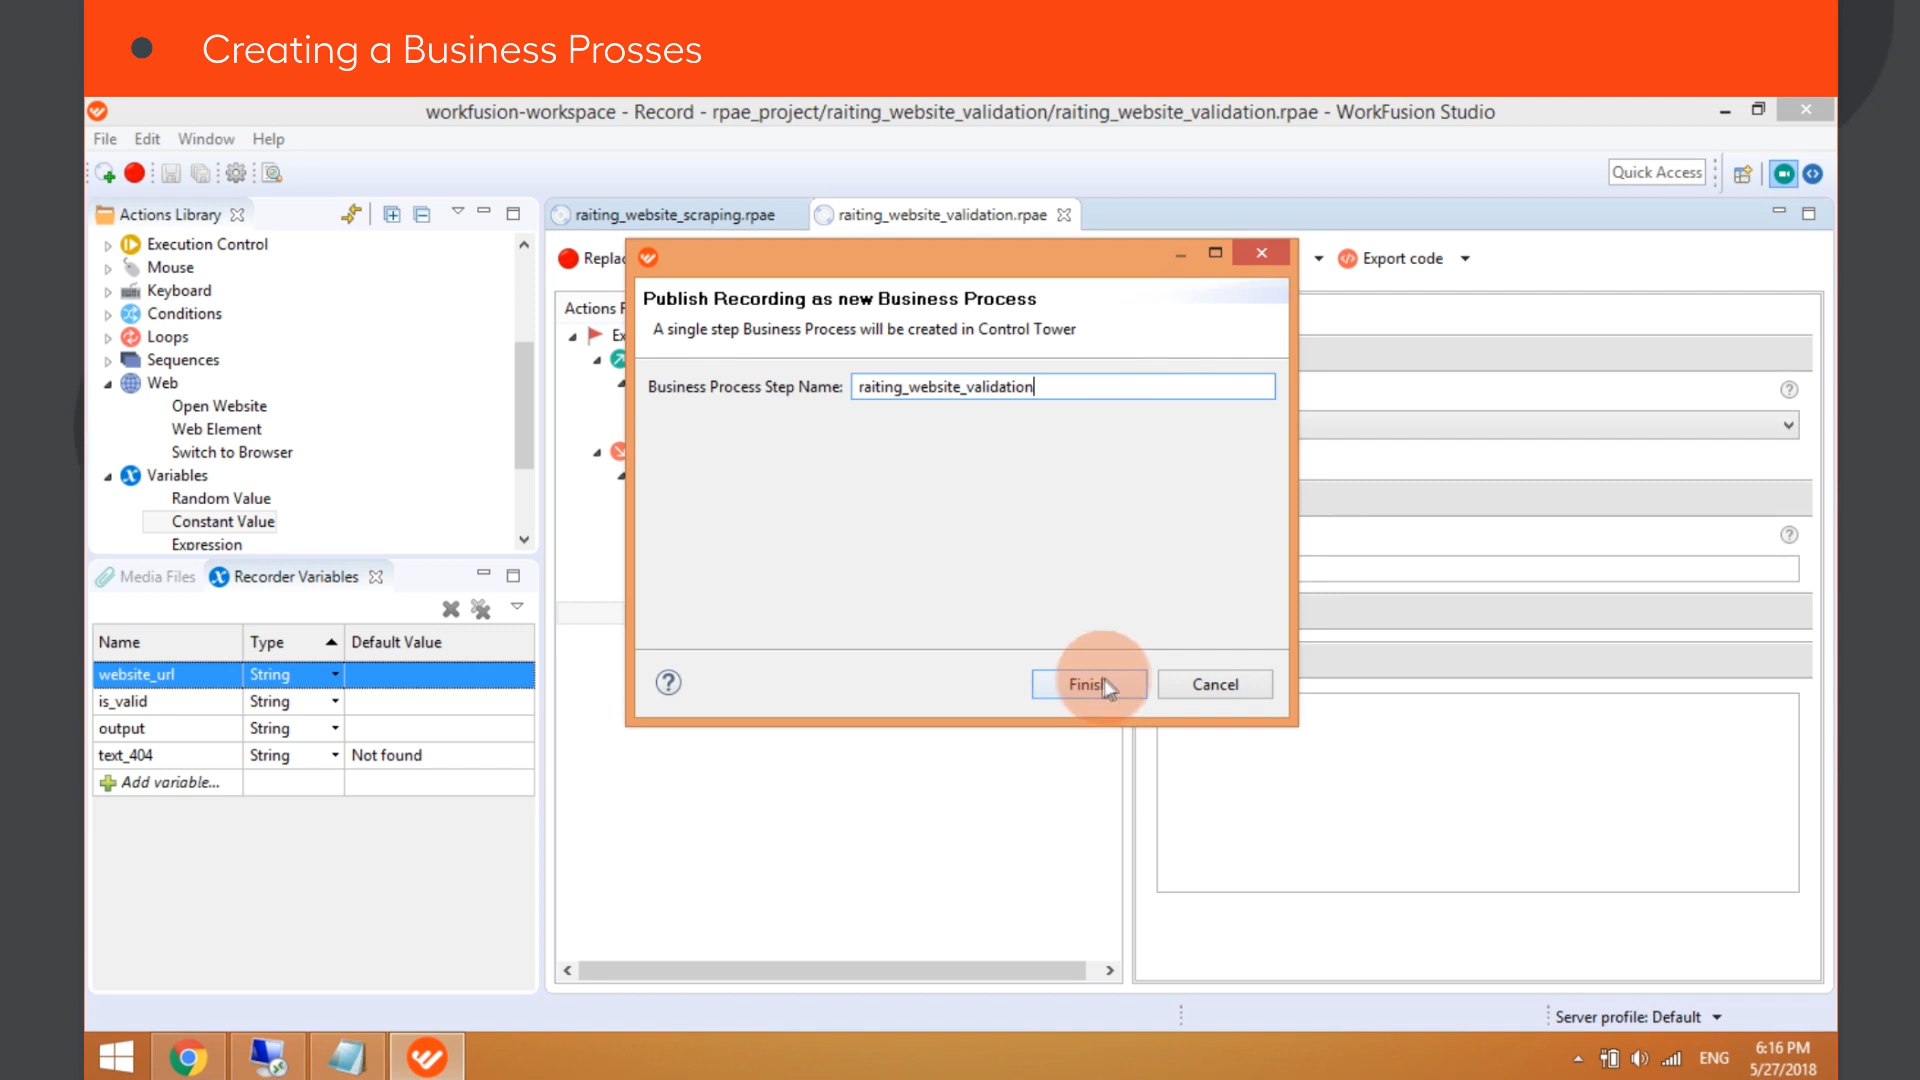 Creating a Business Prosses
workfusion-workspace - Record - rpae_project/raiting_website_validation/raiting_website_validation.rpae - WorkFusion Studio
File Edit Window Help
Quick Access
Actions Library
raiting_website_scraping.rpae
raiting_website_validation.rpae
Execution Control
Mouse
Keyboard
Conditions
Loops
Sequences
Web
Open Website
Web Element
Switch to Browser
Variables
Random Value
Constant Value
Expression
Export code
Publish Recording as new Business Process
A single step Business Process will be created in Control Tower
Business Process Step Name: raiting_website_validation
Finish
Cancel
Media Files
Recorder Variables
Name Type Default Value
website_url String
is_valid String
output String
text_404 String Not found
Add variable...
Server profile: Default
ENG
6:16 PM
5/27/2018